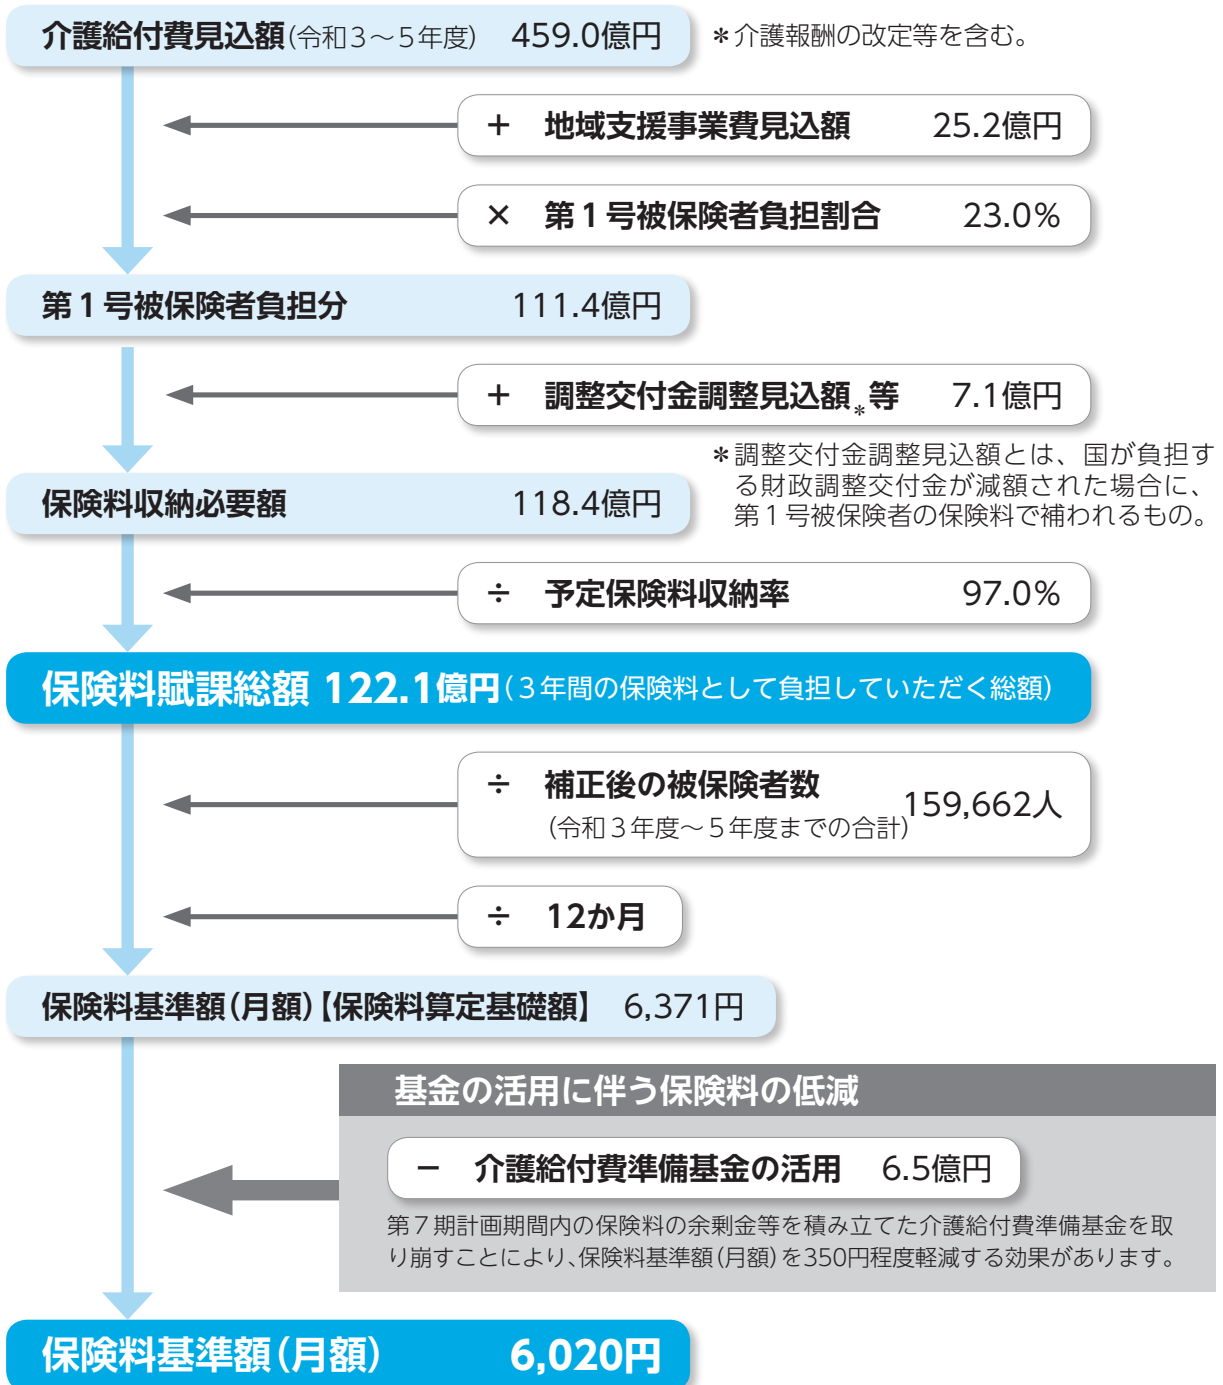 介護給付費見込額(令和3～5年度) 459.0億円 ＊介護報酬の改定等を含む。
＋ 地域支援事業費見込額 25.2億円
× 第1号被保険者負担割合 23.0%
第1号被保険者負担分 111.4億円
＋ 調整交付金調整見込額＊等 7.1億円
＊調整交付金調整見込額とは、国が負担す
る財政調整交付金が減額された場合に、
第1号被保険者の保険料で補われるもの。
保険料収納必要額 118.4億円
÷ 予定保険料収納率 97.0%
保険料賦課総額 122.1億円(3年間の保険料として負担していただく総額)
÷ 補正後の被保険者数 159,662人
(令和3年度～5年度までの合計)
÷ 12か月
保険料基準額(月額)【保険料算定基礎額】 6,371円
基金の活用に伴う保険料の低減
－ 介護給付費準備基金の活用 6.5億円
第7期計画期間内の保険料の余剰金等を積み立てた介護給付費準備基金を取
り崩すことにより、保険料基準額(月額)を350円程度軽減する効果があります。
保険料基準額(月額) 6,020円